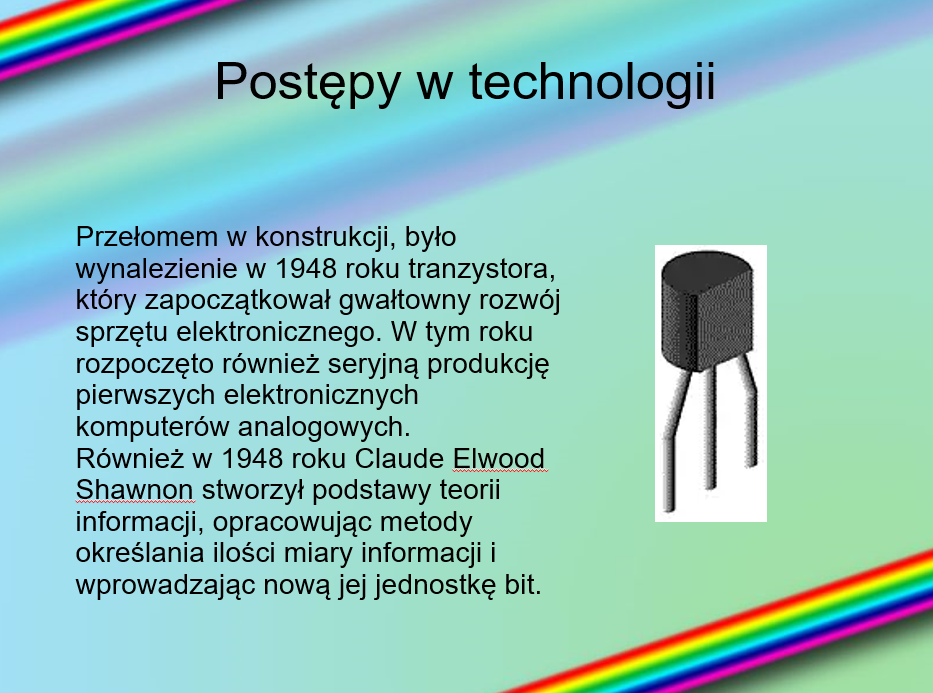 Postępy w technologii
Przełomem w konstrukcji, było
wynalezienie w 1948 roku tranzystora,
który zapoczątkował gwałtowny rozwój
sprzętu elektronicznego. W tym roku
rozpoczęto również seryjną produkcję
pierwszych elektronicznych
komputerów analogowych.
Również w 1948 roku Claude Elwood
Shawnon stworzył podstawy teorii
informacji, opracowując metody
określania ilości miary informacji i
wprowadzając nową jej jednostkę bit.